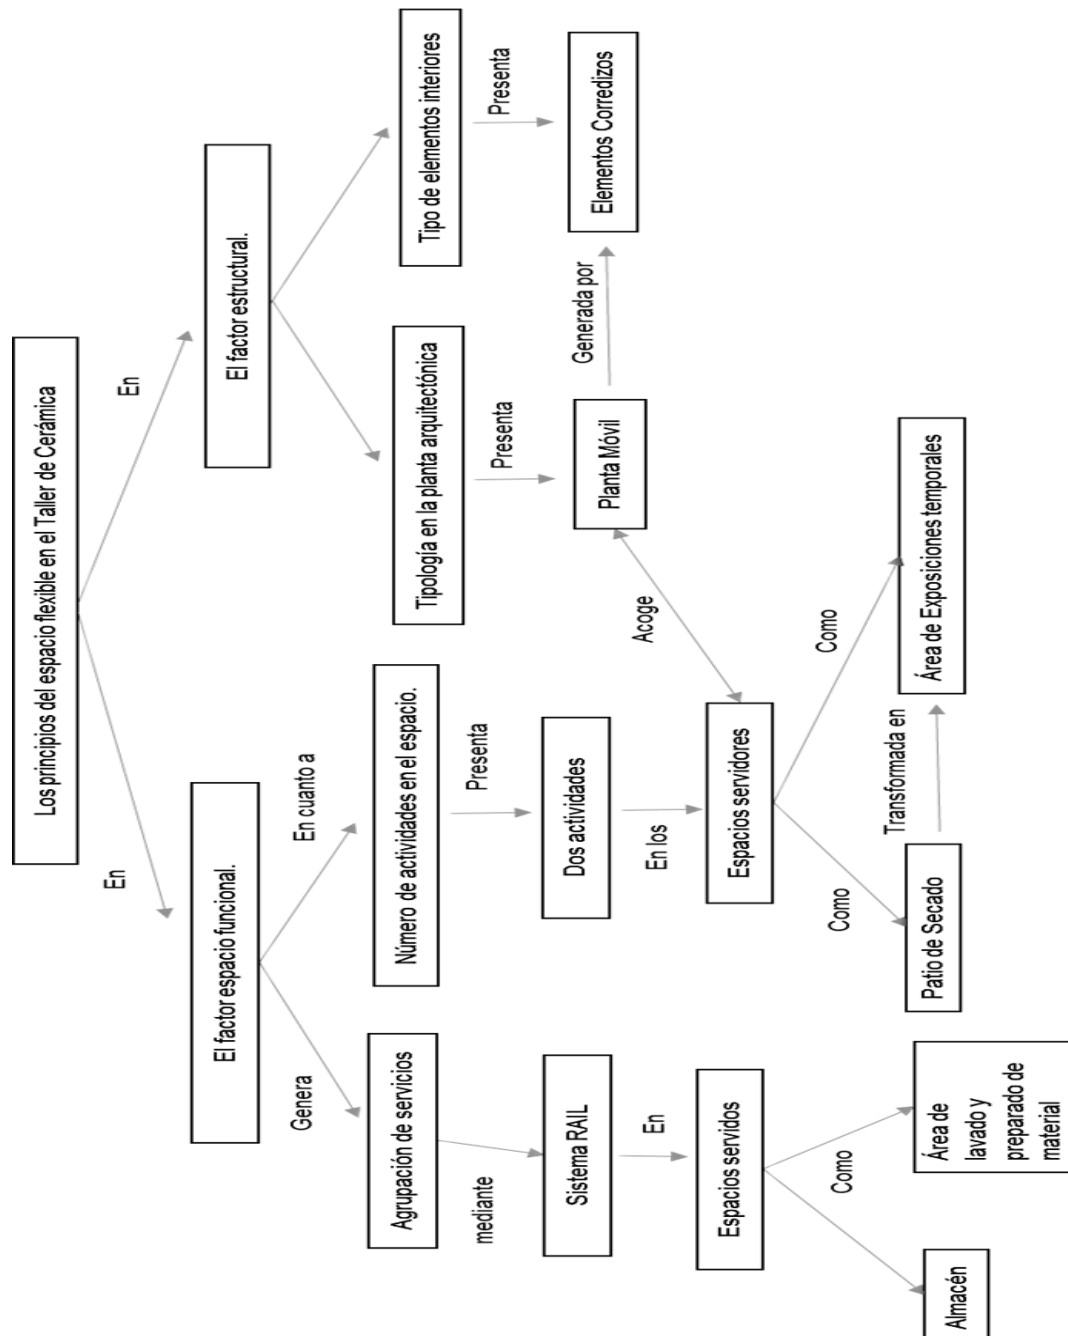 Los principios del espacio flexible en el Taller de Cerámica
En
En
El factor espacio funcional.
El factor estructural.
Genera
En cuanto a
Agrupación de servicios
Número de actividades en el espacio.
Tipología en la planta arquitectónica
Tipo de elementos interiores
mediante
Presenta
Presenta
Presenta
Sistema RAIL
Dos actividades
Planta Móvil
Generada por
Elementos Corredizos
En
En los
Acoge
Espacios servidos
Espacios servidores
Como
Como
Como
Almacén
Área de
lavado y
preparado de
material
Patio de Secado
Transformada en
Área de Exposiciones temporales